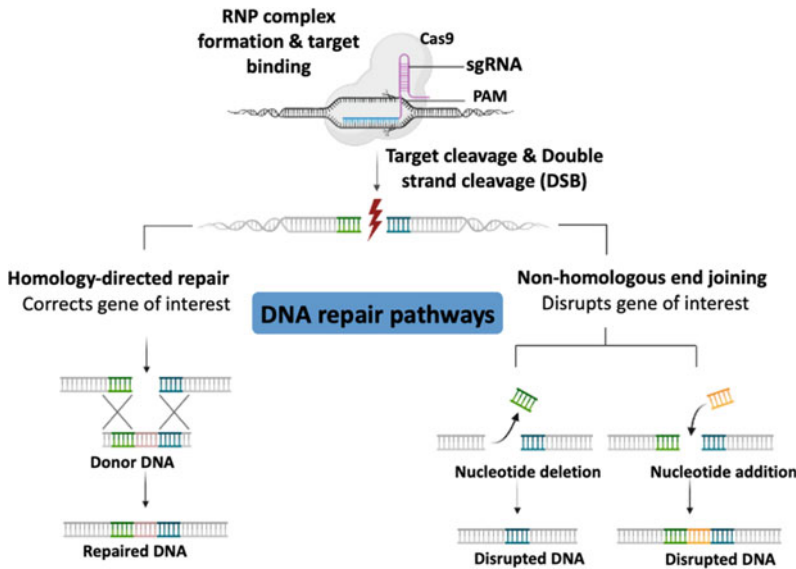 RNP complex
formation & target
binding
Cas9
sgRNA
PAM
Target cleavage & Double
strand cleavage (DSB)
Homology-directed repair
Corrects gene of interest
Non-homologous end joining
Disrupts gene of interest
DNA repair pathways
Donor DNA
Nucleotide deletion
Nucleotide addition
Repaired DNA
Disrupted DNA
Disrupted DNA